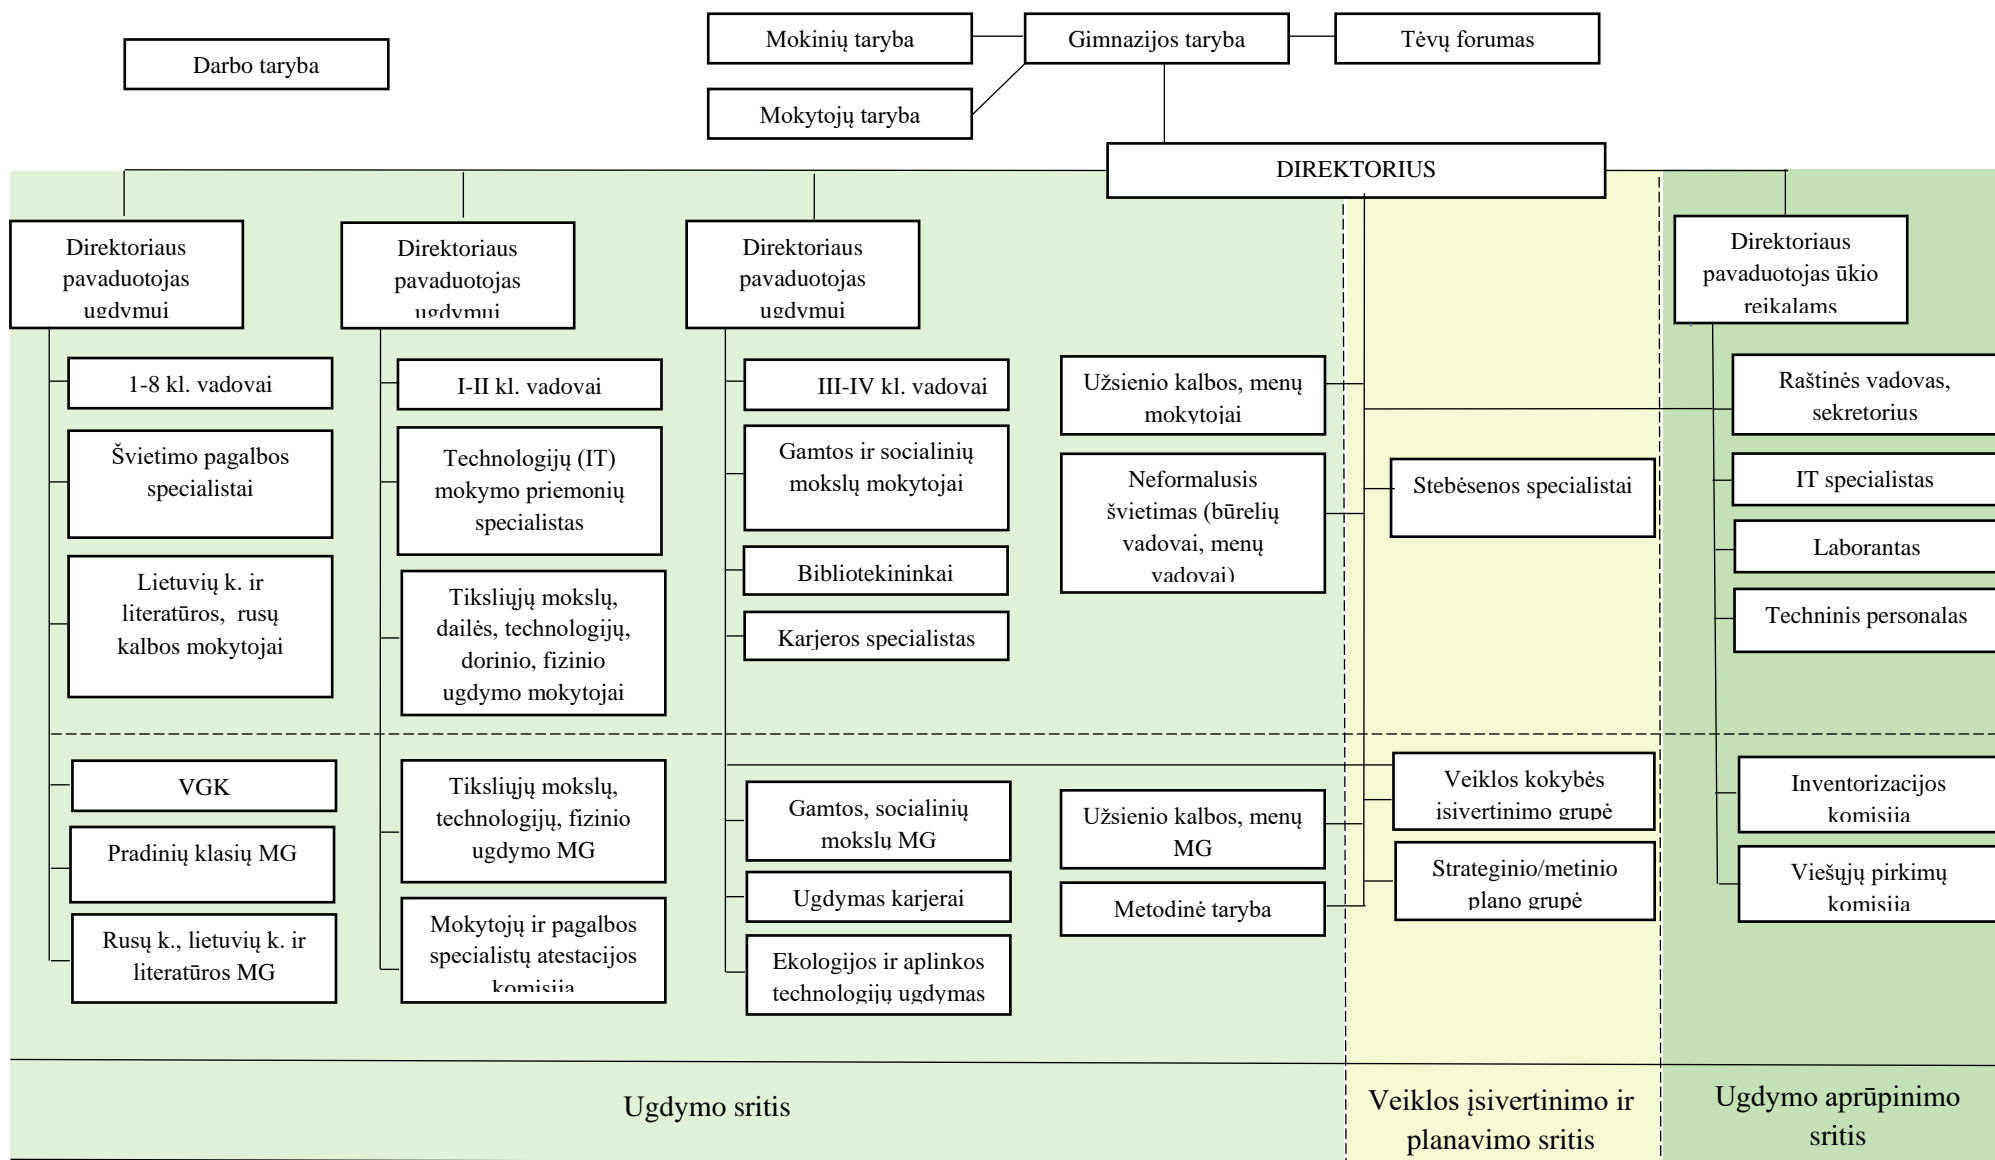 Darbo taryba
Mokinių taryba
Gimnazijos taryba
Tėvų forumas
Mokytojų taryba
DIREKTORIUS
Direktoriaus
pavaduotojas
ugdymui
Direktoriaus
pavaduotojas
ugdymui
Direktoriaus
pavaduotojas
ugdymui
Direktoriaus
pavaduotojas ūkio
reikalams
1-8 kl. vadovai
Švietimo pagalbos
specialistai
Lietuvių k. ir
literatūros, rusų
kalbos mokytojai
I-II kl. vadovai
Technologijų (IT)
mokymo priemonių
specialistas
Tiksliųjų mokslų,
dailės, technologijų,
dorinio, fizinio
ugdymo mokytojai
III-IV kl. vadovai
Gamtos ir socialinių
mokslų mokytojai
Bibliotekininkai
Karjeros specialistas
Užsienio kalbos, menų
mokytojai
Neformalusis
švietimas (būrelių
vadovai, menų
vadovai)
Stebėsenos specialistai
Raštinės vadovas,
sekretorius
IT specialistas
Laborantas
Techninis personalas
VGK
Pradinių klasių MG
Rusų k., lietuvių k. ir
literatūros MG
Tiksliųjų mokslų,
technologijų, fizinio
ugdymo MG
Mokytojų ir pagalbos
specialistų atestacijos
komisija
Gamtos, socialinių
mokslų MG
Ugdymas karjerai
Ekologijos ir aplinkos
technologijų ugdymas
Užsienio kalbos, menų
MG
Metodinė taryba
Veiklos kokybės
įsivertinimo grupė
Strateginio/metinio
plano grupė
Inventorizacijos
komisija
Viešųjų pirkimų
komisija
Ugdymo sritis
Veiklos įsivertinimo ir
planavimo sritis
Ugdymo aprūpinimo
sritis